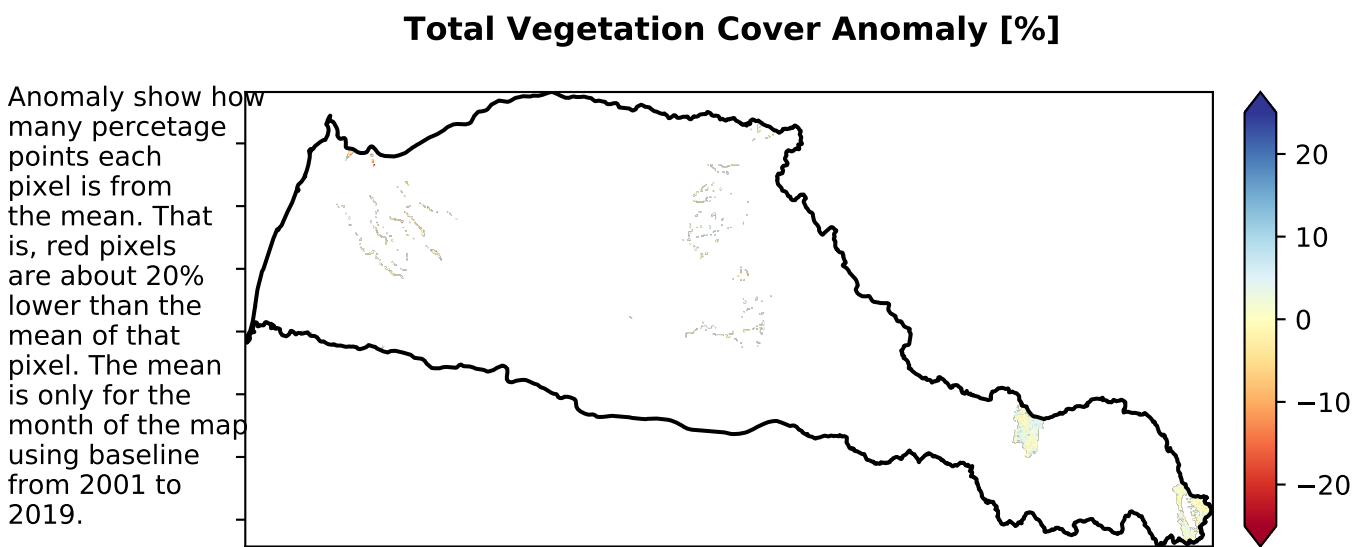 Total Vegetation Cover Anomaly [%]
Anomaly show how
many percetage
points each
pixel is from
the mean. That
is, red pixels
are about 20%
lower than the
mean of that
pixel. The mean
is only for the
month of the map
using baseline
from 2001 to
2019.
20
10
0
−10
−20